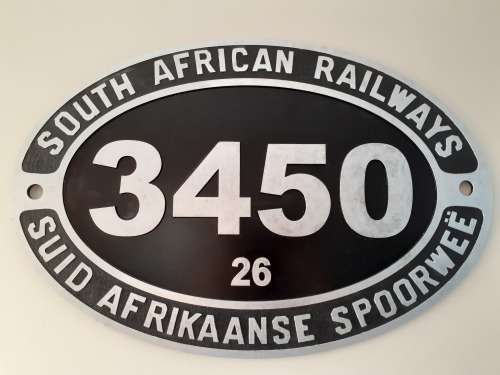 SOUTH AFRICAN RAILWAYS
3450
26
SUID AFRIKAANSE SPOORWEË